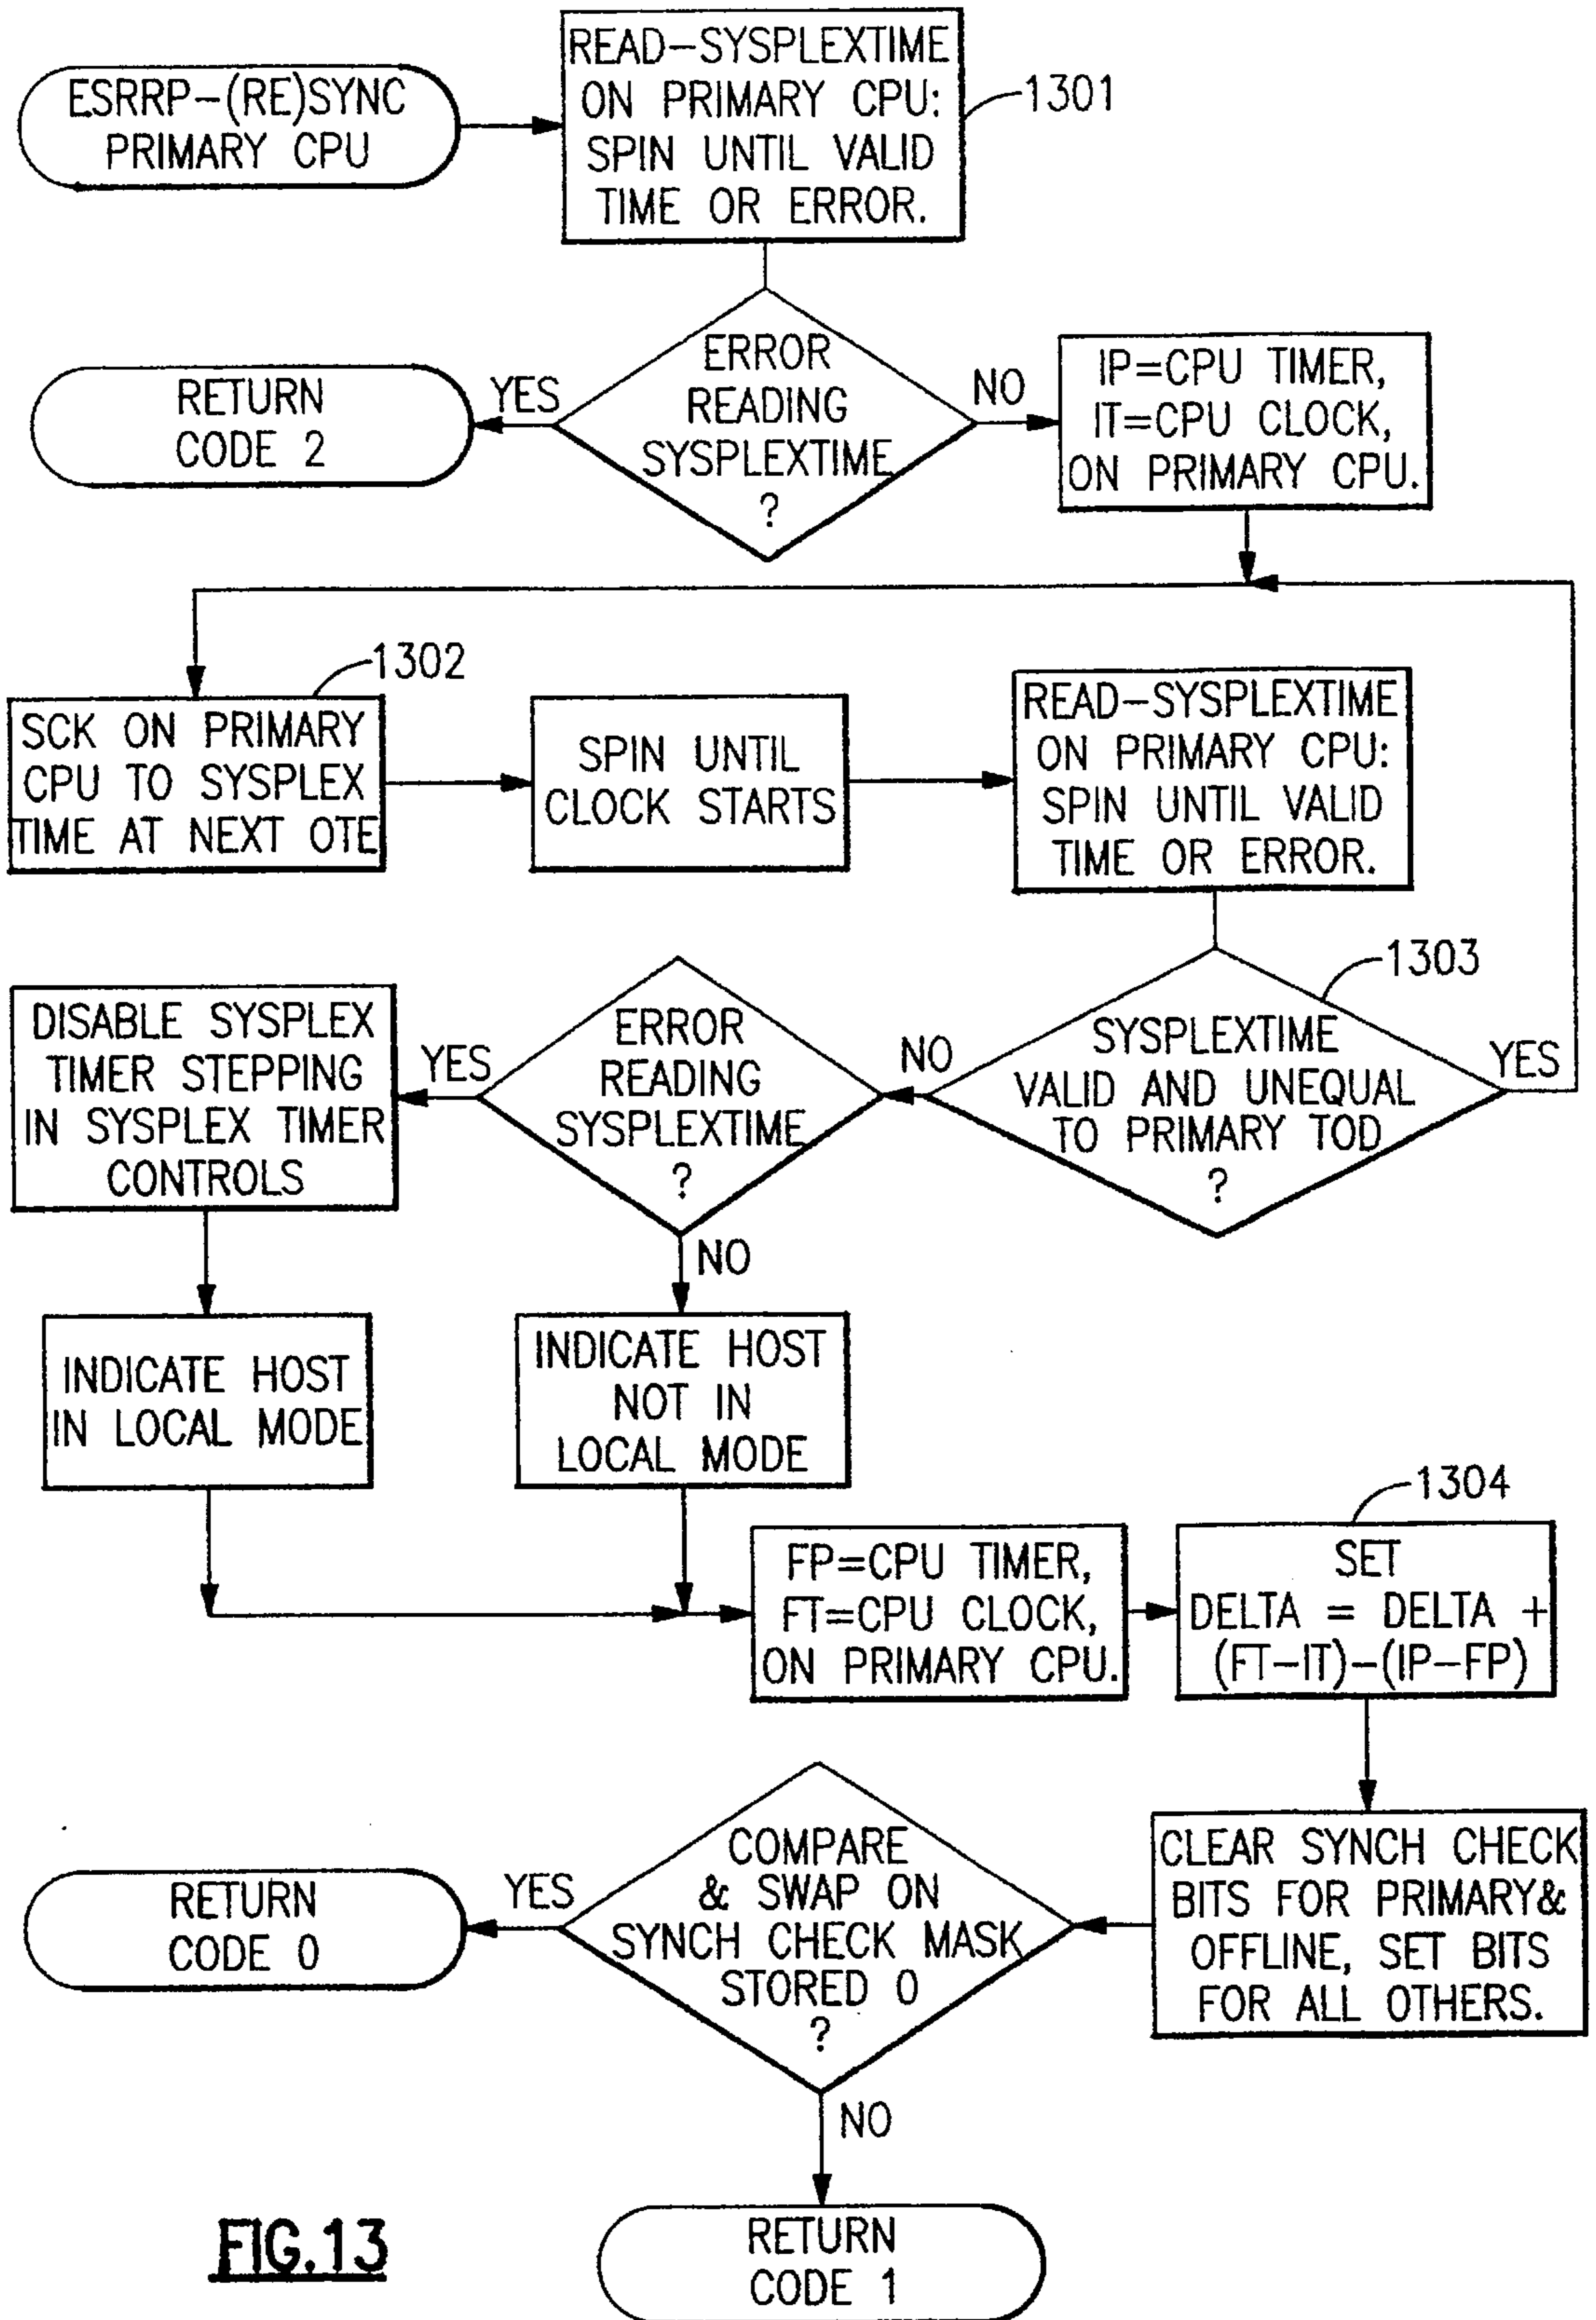 ESRRP-(RE)SYNC
PRIMARY CPU
READ-SYSPLEXTIME
ON PRIMARY CPU:
SPIN UNTIL VALID
TIME OR ERROR.
1301
ERROR
READING
SYSPLEXTIME
?
YES
NO
RETURN
CODE 2
IP=CPU TIMER,
IT=CPU CLOCK,
ON PRIMARY CPU.
1302
SCK ON PRIMARY
CPU TO SYSPLEX
TIME AT NEXT OTE
SPIN UNTIL
CLOCK STARTS
READ-SYSPLEXTIME
ON PRIMARY CPU:
SPIN UNTIL VALID
TIME OR ERROR.
1303
SYSPLEXTIME
VALID AND UNEQUAL
TO PRIMARY TOD
?
YES
NO
ERROR
READING
SYSPLEXTIME
?
YES
NO
DISABLE SYSPLEX
TIMER STEPPING
IN SYSPLEX TIMER
CONTROLS
INDICATE HOST
IN LOCAL MODE
INDICATE HOST
NOT IN
LOCAL MODE
FP=CPU TIMER,
FT=CPU CLOCK,
ON PRIMARY CPU.
1304
SET
DELTA = DELTA +
(FT-IT)-(IP-FP)
CLEAR SYNCH CHECK
BITS FOR PRIMARY&
OFFLINE, SET BITS
FOR ALL OTHERS.
COMPARE
& SWAP ON
SYNCH CHECK MASK
STORED 0
?
YES
NO
RETURN
CODE 0
RETURN
CODE 1
FIG.13